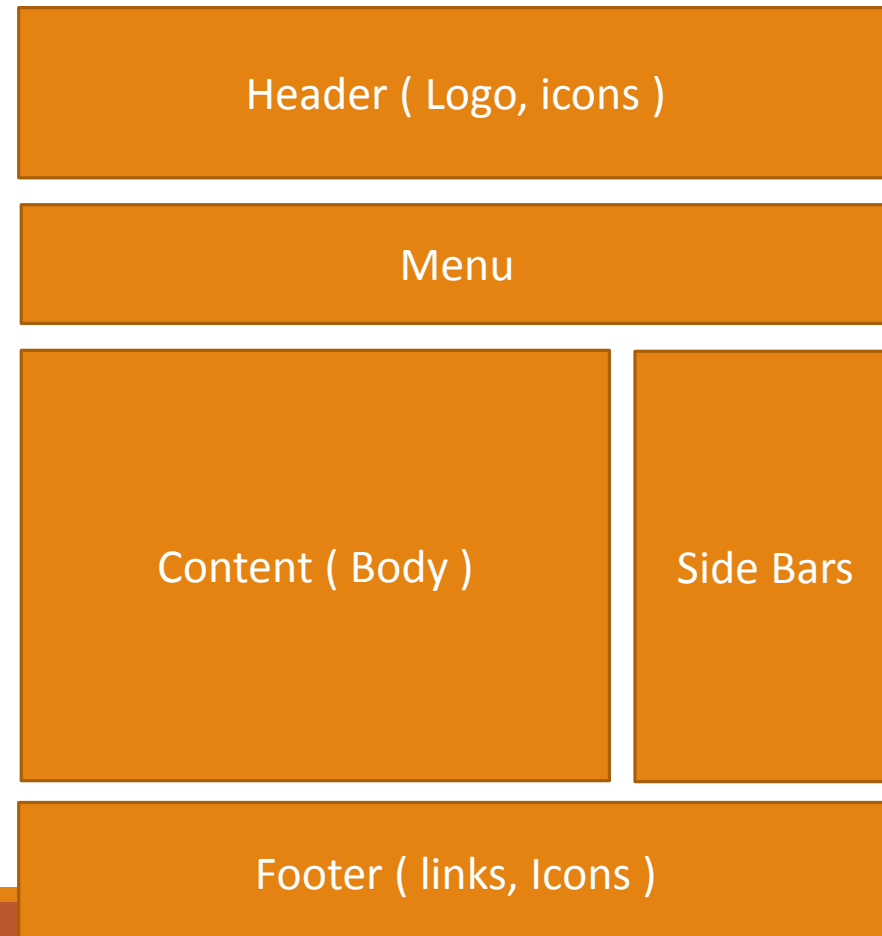 Header ( Logo, icons )
Menu
Content ( Body )
Side Bars
Footer ( links, Icons )